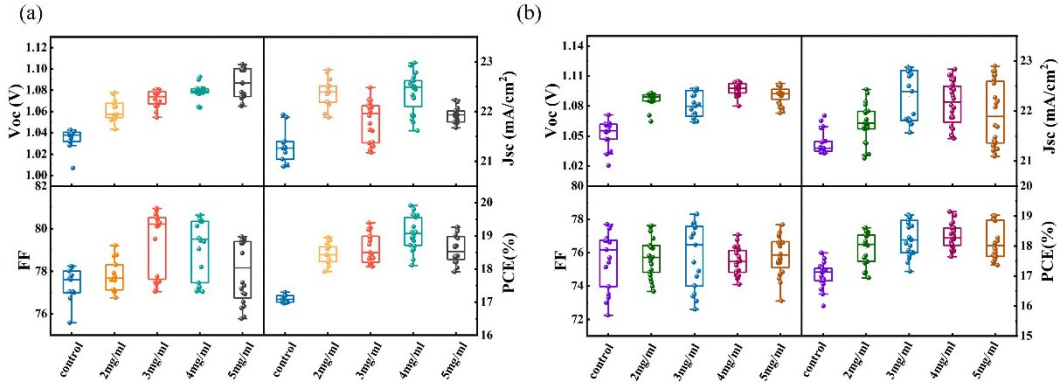 (a)
(b)
Voc (V)
1.12
1.10
1.08
1.06
1.04
1.02
1.00
23
22
21
20
Jsc (mA/cm²)
FF
82
80
78
76
20
19
18
17
16
PCE(%)
control
2mg/ml
3mg/ml
4mg/ml
5mg/ml
control
2mg/ml
3mg/ml
4mg/ml
5mg/ml
Voc (V)
1.14
1.11
1.08
1.05
1.02
23
22
21
20
Jsc (mA/cm²)
FF
80
78
76
74
72
20
19
18
17
16
15
PCE(%)
control
2mg/ml
3mg/ml
4mg/ml
5mg/ml
control
2mg/ml
3mg/ml
4mg/ml
5mg/ml